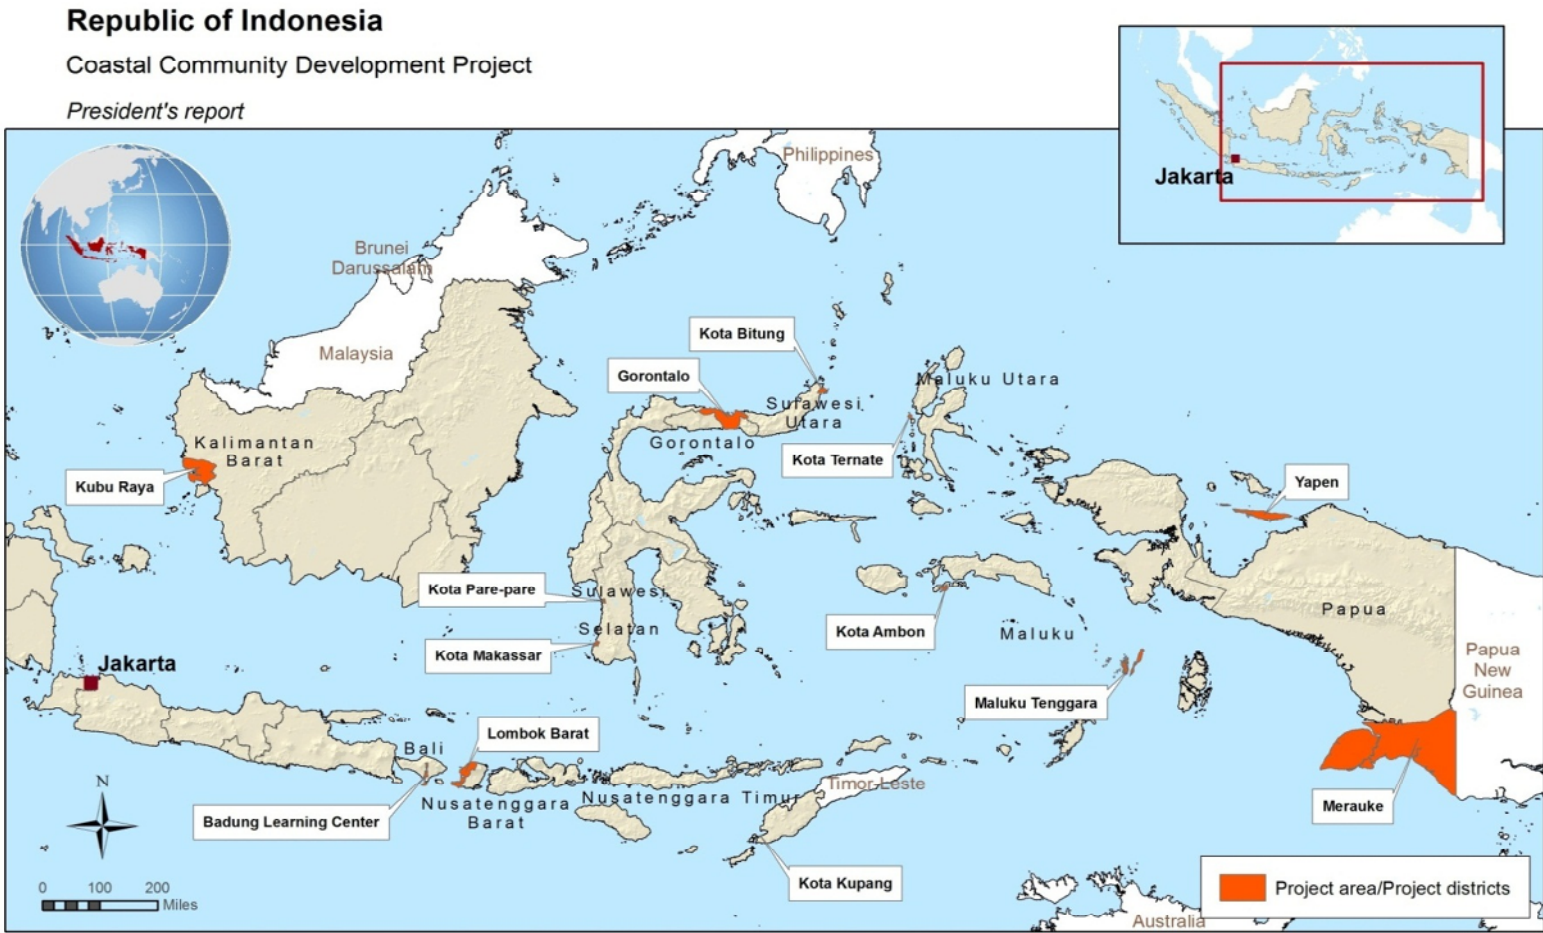 Republic of Indonesia
Coastal Community Development Project
President's report
Jakarta
Philippines
Brunei
Darussalam
Malaysia
Kota Bitung
Gorontalo
Maluku Utara
Sulawesi
Utara
Gorontalo
Kota Ternate
Kalimantan
Barat
Kubu Raya
Yapen
Kota Pare-pare
Sulawesi
Selatan
Kota Makassar
Kota Ambon
Maluku
Papua
Papua
New
Guinea
Jakarta
Maluku Tenggara
Lombok Barat
Bali
Nusatenggara
Barat
Nusatenggara Timur
Timor-Leste
Badung Learning Center
Merauke
Kota Kupang
N
0 100 200
Miles
Project area/Project districts
Australia